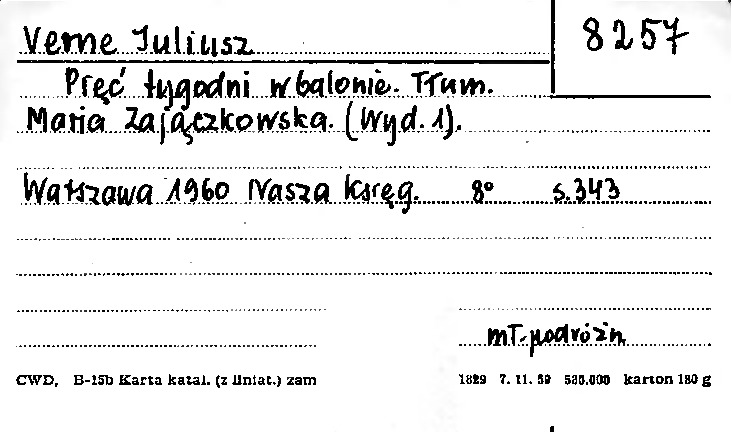 Verne Juliusz
8257
Pięć tygodni w balonie. Tłum.
Maria Zajączkowska. (Wyd. 1).
Warszawa 1960 Nasza Księg. 8° s.343
mł.-podróżn
CWD, B-15b Karta katal. (z liniat.) zam 1829 7. 11. 59 535.000 karton 180 g